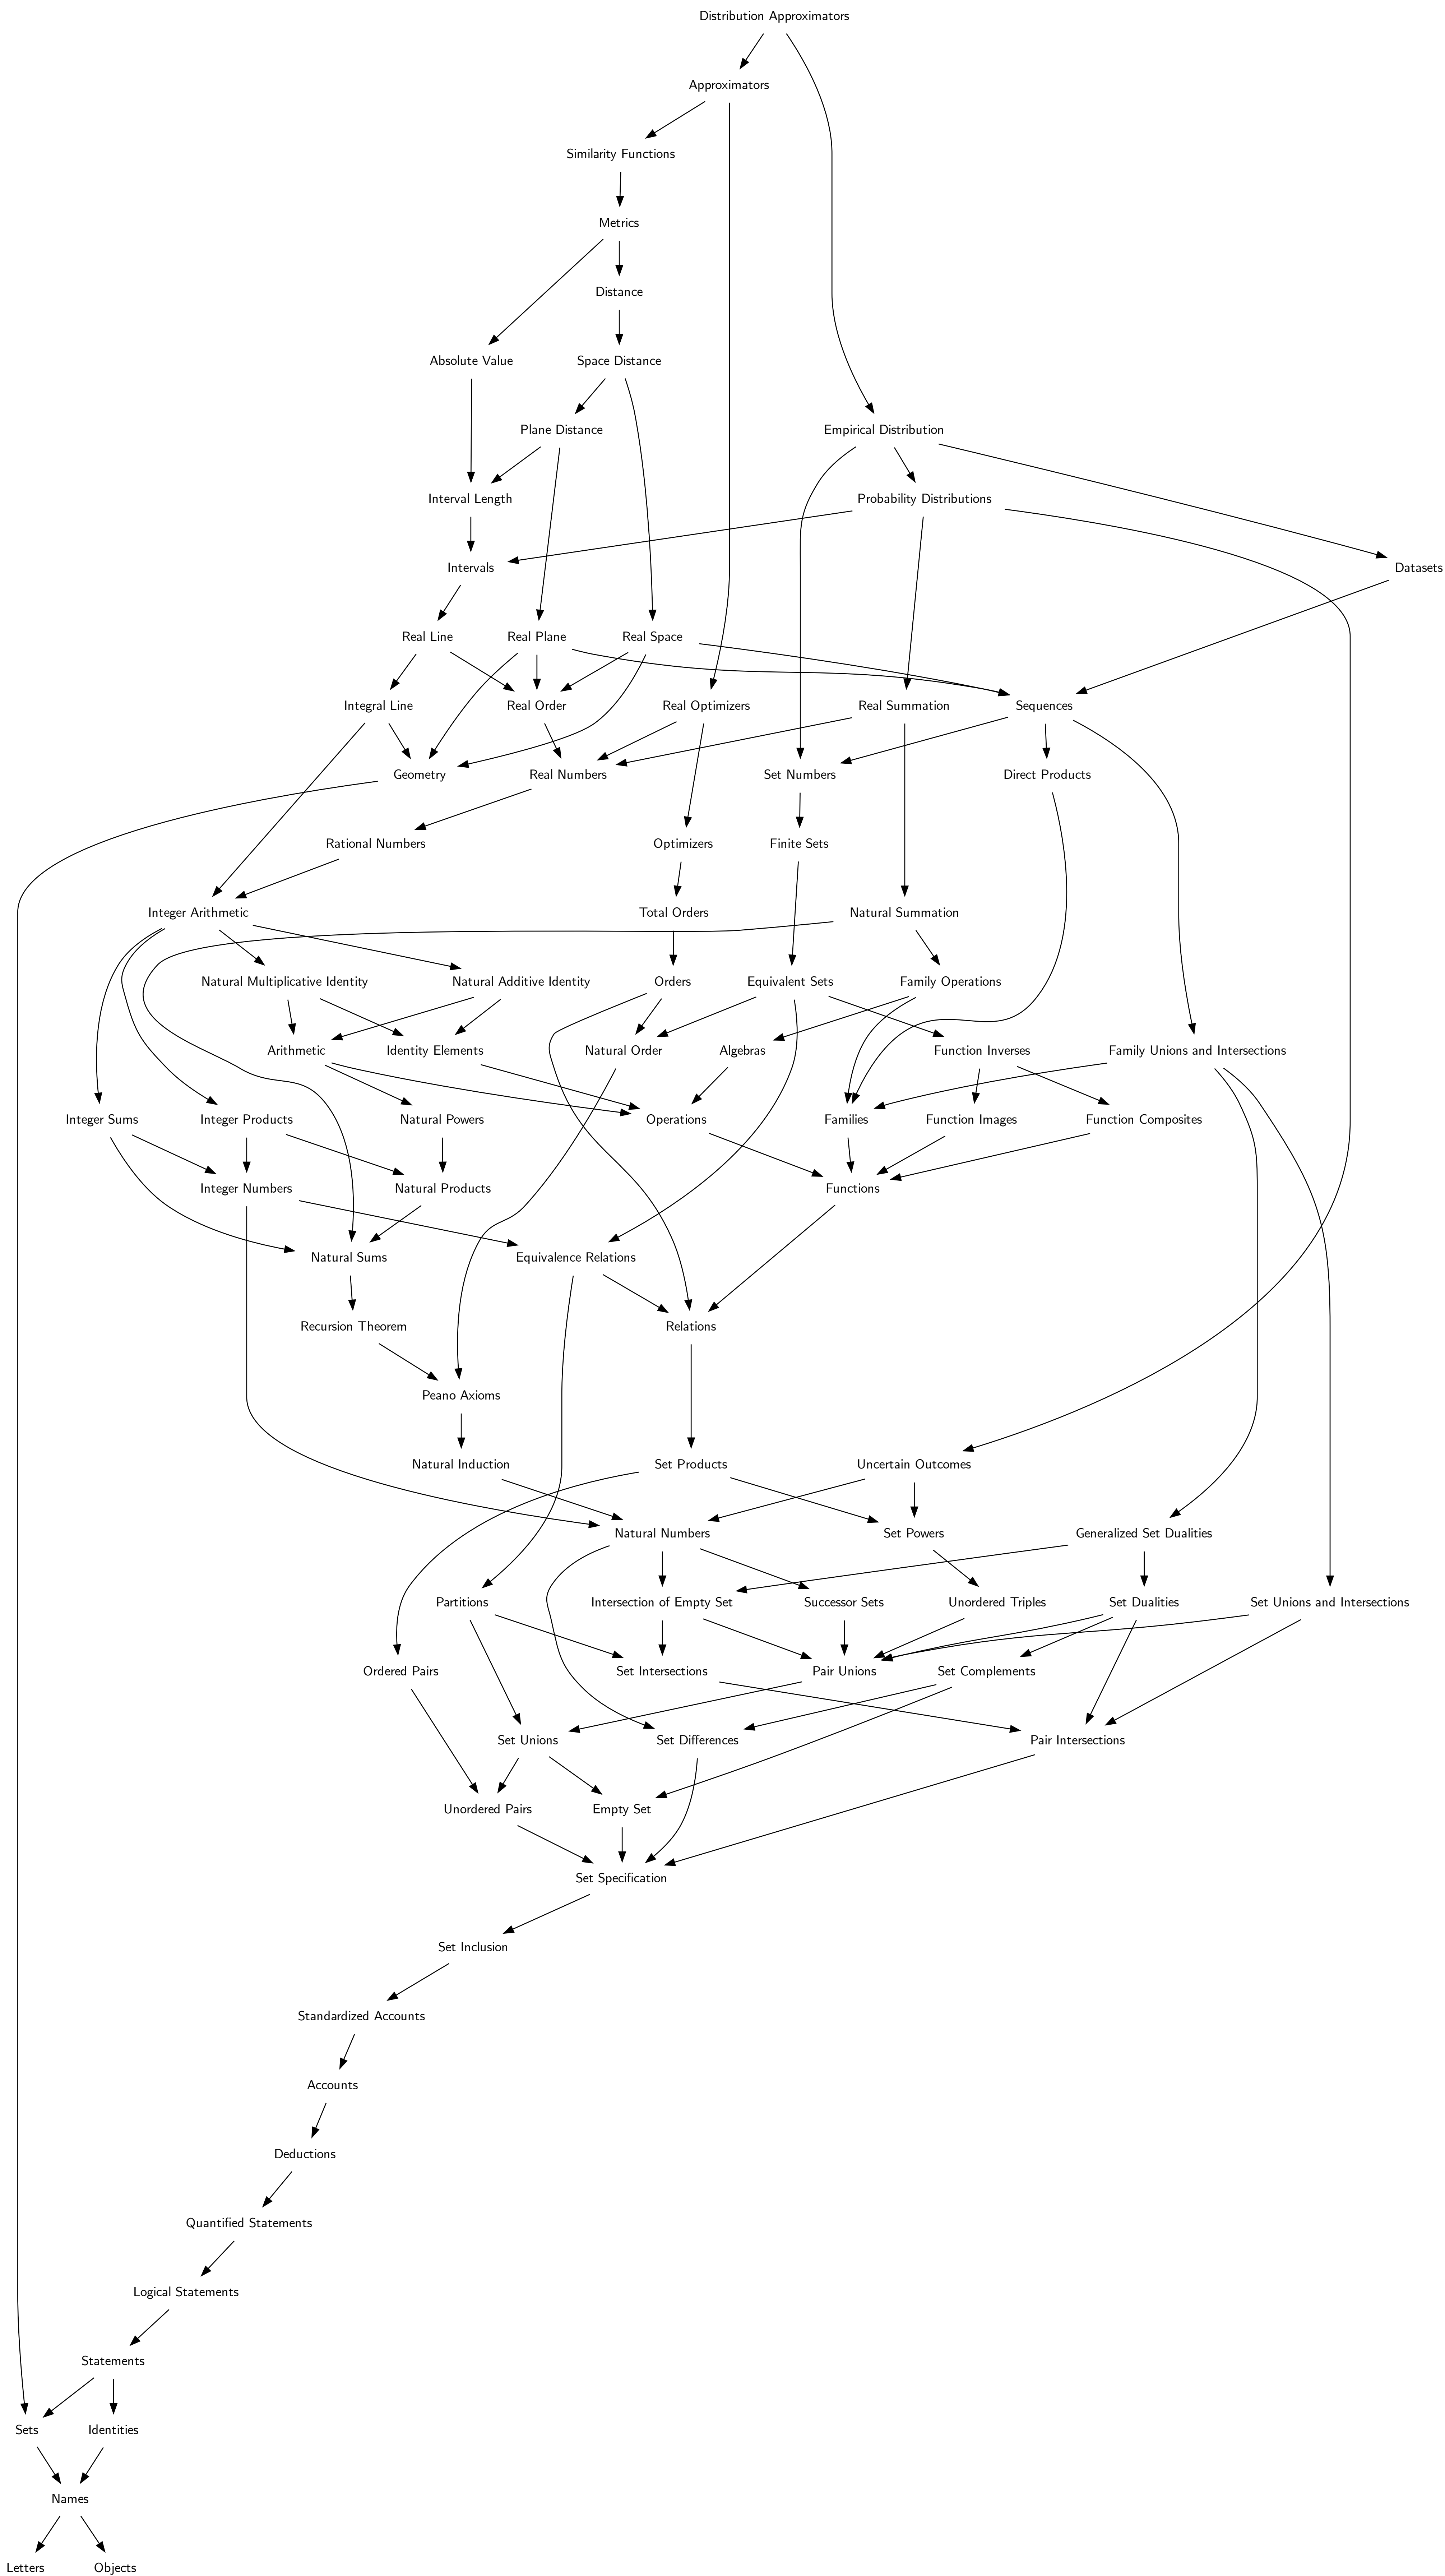 Distribution Approximators
Approximators
Similarity Functions
Metrics
Distance
Absolute Value
Space Distance
Plane Distance
Empirical Distribution
Interval Length
Probability Distributions
Intervals
Datasets
Real Line
Real Plane
Real Space
Integral Line
Real Order
Real Optimizers
Real Summation
Sequences
Geometry
Real Numbers
Set Numbers
Direct Products
Rational Numbers
Optimizers
Finite Sets
Integer Arithmetic
Total Orders
Natural Summation
Natural Multiplicative Identity
Natural Additive Identity
Orders
Equivalent Sets
Family Operations
Arithmetic
Identity Elements
Natural Order
Algebras
Function Inverses
Family Unions and Intersections
Integer Sums
Integer Products
Natural Powers
Operations
Families
Function Images
Function Composites
Integer Numbers
Natural Products
Functions
Natural Sums
Equivalence Relations
Recursion Theorem
Relations
Peano Axioms
Natural Induction
Set Products
Uncertain Outcomes
Natural Numbers
Set Powers
Generalized Set Dualities
Partitions
Intersection of Empty Set
Successor Sets
Unordered Triples
Set Dualities
Set Unions and Intersections
Ordered Pairs
Set Intersections
Pair Unions
Set Complements
Set Unions
Set Differences
Pair Intersections
Unordered Pairs
Empty Set
Set Specification
Set Inclusion
Standardized Accounts
Accounts
Deductions
Quantified Statements
Logical Statements
Statements
Sets
Identities
Names
Letters
Objects